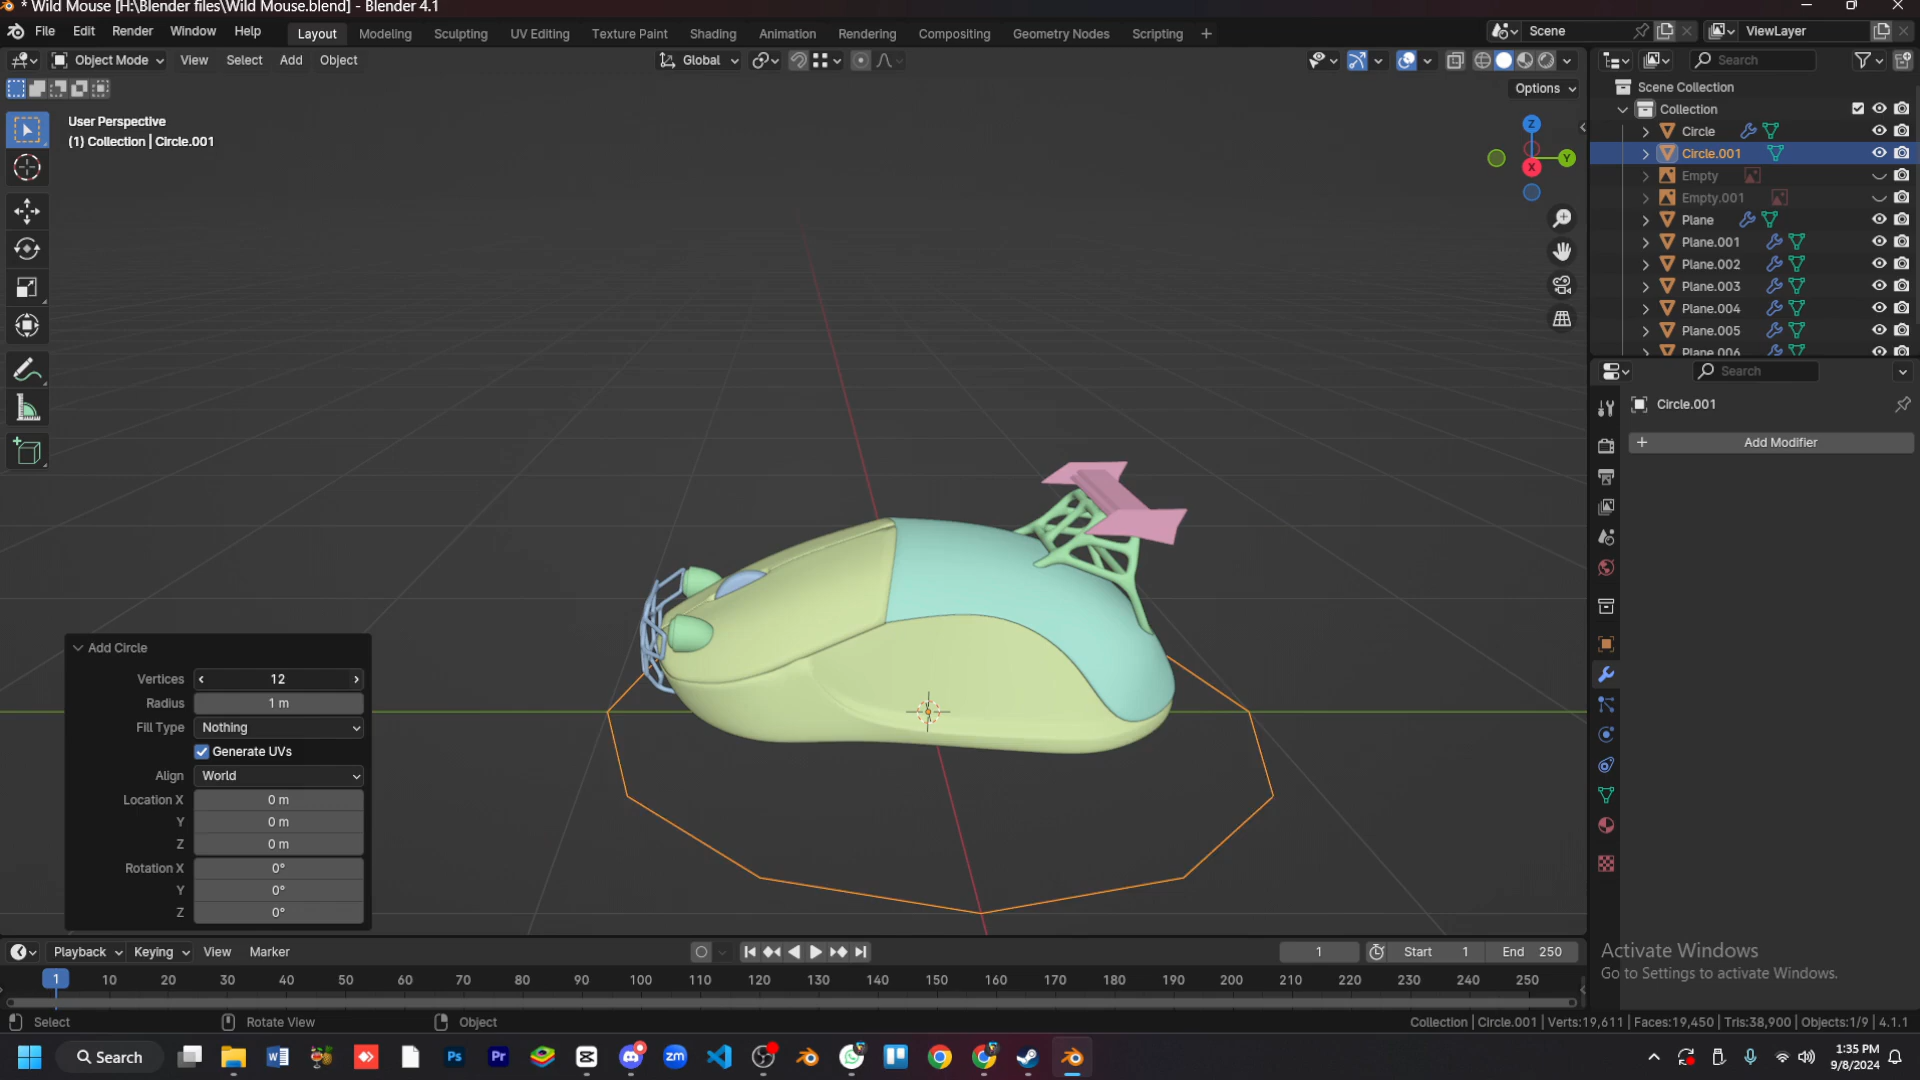 * Wild Mouse [H:\Blender files\Wild Mouse.blend] - Blender 4.1
File Edit Render Window Help Layout Modeling Sculpting UV Editing Texture Paint Shading Animation Rendering Compositing Geometry Nodes Scripting + Scene ViewLayer
Object Mode View Select Add Object Global Search
Options
User Perspective
(1) Collection | Circle.001
Z
Y
X
Scene Collection
Collection
Circle
Circle.001
Empty
Empty.001
Plane
Plane.001
Plane.002
Plane.003
Plane.004
Plane.005
Plane.006
Search
Circle.001
+ Add Modifier
Add Circle
Vertices 12
Radius 1 m
Fill Type Nothing
Generate UVs
Align World
Location X 0 m
Y 0 m
Z 0 m
Rotation X 0°
Y 0°
Z 0°
Playback Keying View Marker 1 Start 1 End 250
1 10 20 30 40 50 60 70 80 90 100 110 120 130 140 150 160 170 180 190 200 210 220 230 240 250
Activate Windows
Go to Settings to activate Windows.
Select Rotate View Object Collection | Circle.001 | Verts:19,611 | Faces:19,450 | Tris:38,900 | Objects:1/9 | 4.1.1
Search W Ps Pr zm 1:35 PM
9/8/2024